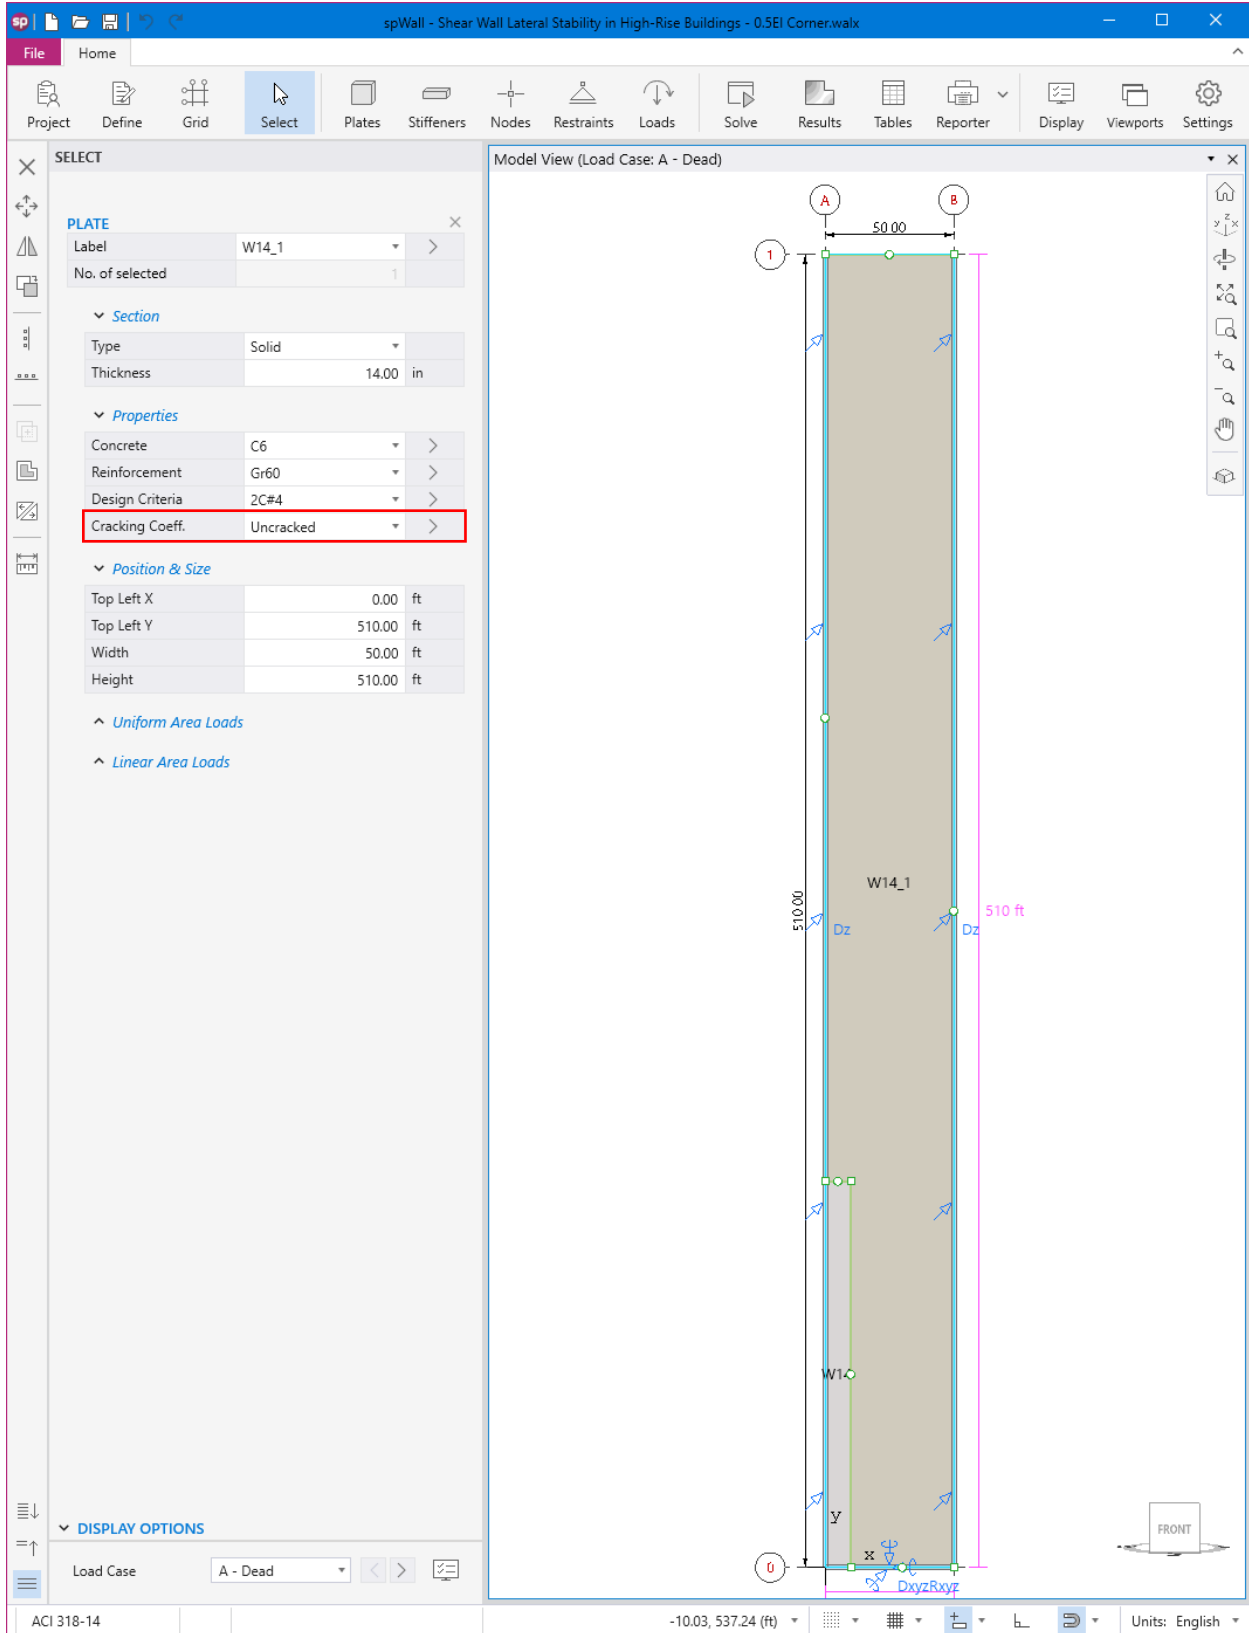 sp
spWall - Shear Wall Lateral Stability in High-Rise Buildings - 0.5EI Corner.walx
File
Home
Project
Define
Grid
Select
Plates
Stiffeners
Nodes
Restraints
Loads
Solve
Results
Tables
Reporter
Display
Viewports
Settings
SELECT
PLATE
Label W14_1
No. of selected 1
Section
Type Solid
Thickness 14.00 in
Properties
Concrete C6
Reinforcement Gr60
Design Criteria 2C#4
Cracking Coeff. Uncracked
Position & Size
Top Left X 0.00 ft
Top Left Y 510.00 ft
Width 50.00 ft
Height 510.00 ft
Uniform Area Loads
Linear Area Loads
DISPLAY OPTIONS
Load Case A - Dead
Model View (Load Case: A - Dead)
A
B
50.00
1
W14_1
510.00
510 ft
Dz
Dz
W14
y
x
0
DxyzRxyz
y z x
FRONT
ACI 318-14
-10.03, 537.24 (ft)
Units: English